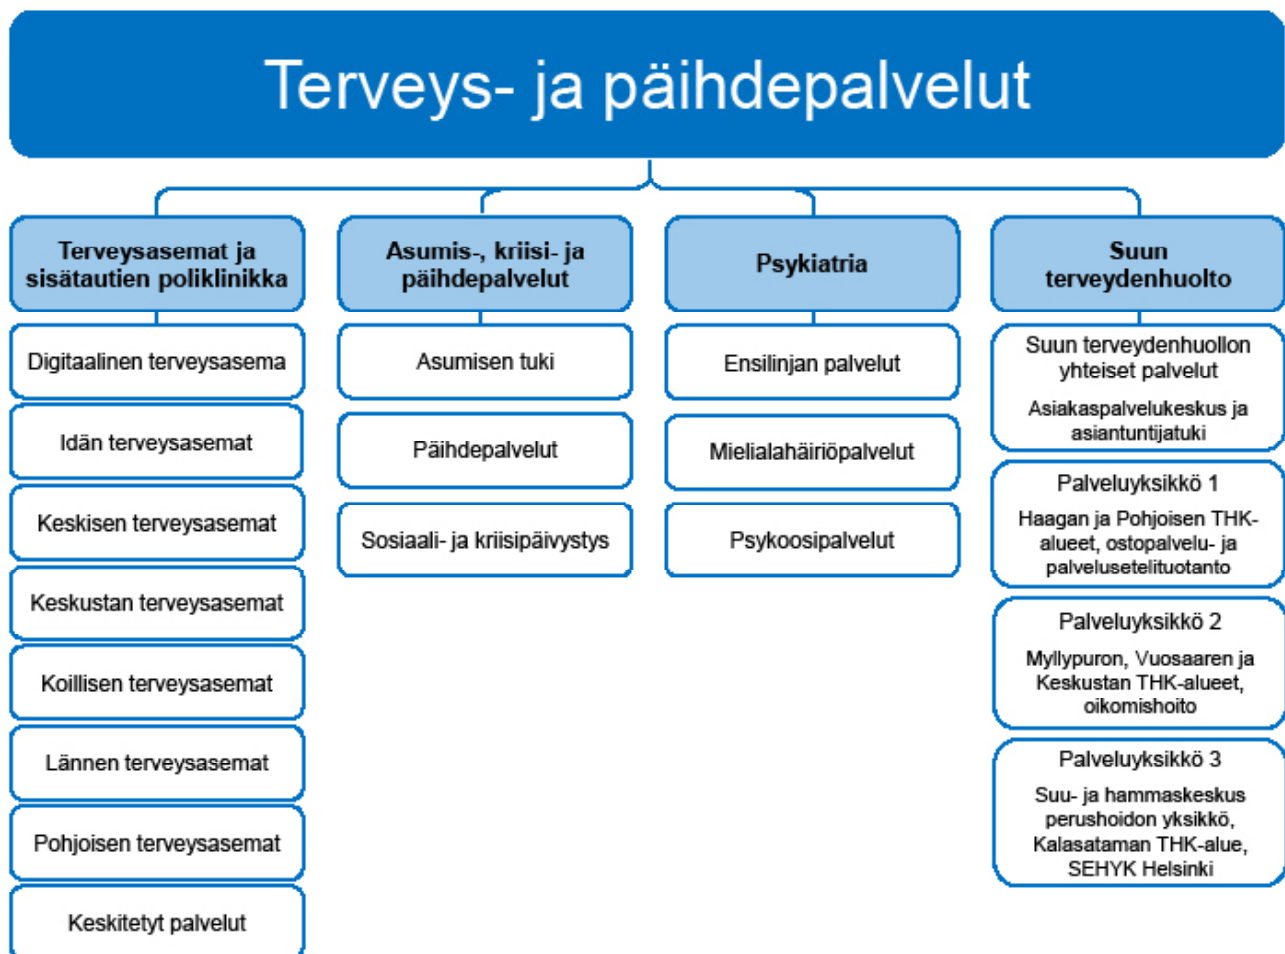 Terveys- ja päihdepalvelut
Terveysasemat ja
sisätautien poliklinikka
Digitaalinen terveysasema
Idän terveysasemat
Keskisen terveysasemat
Keskustan terveysasemat
Koillisen terveysasemat
Lännen terveysasemat
Pohjoisen terveysasemat
Keskitetyt palvelut
Asumis-, kriisi- ja
päihdepalvelut
Asumisen tuki
Päihdepalvelut
Sosiaali- ja kriisipäivystys
Psykiatria
Ensilinjan palvelut
Mielialahäiriöpalvelut
Psykoosipalvelut
Suun
terveydenhuolto
Suun terveydenhuollon
yhteiset palvelut
Asiakaspalvelukeskus ja
asiantuntijatuki
Palveluyksikkö 1
Haagan ja Pohjoisen THK-
alueet, ostopalvelu- ja
palvelusetelituotanto
Palveluyksikkö 2
Myllypuron, Vuosaaren ja
Keskustan THK-alueet,
oikomishoito
Palveluyksikkö 3
Suu- ja hammaskeskus
perushoidon yksikkö,
Kalasataman THK-alue,
SEHYK Helsinki